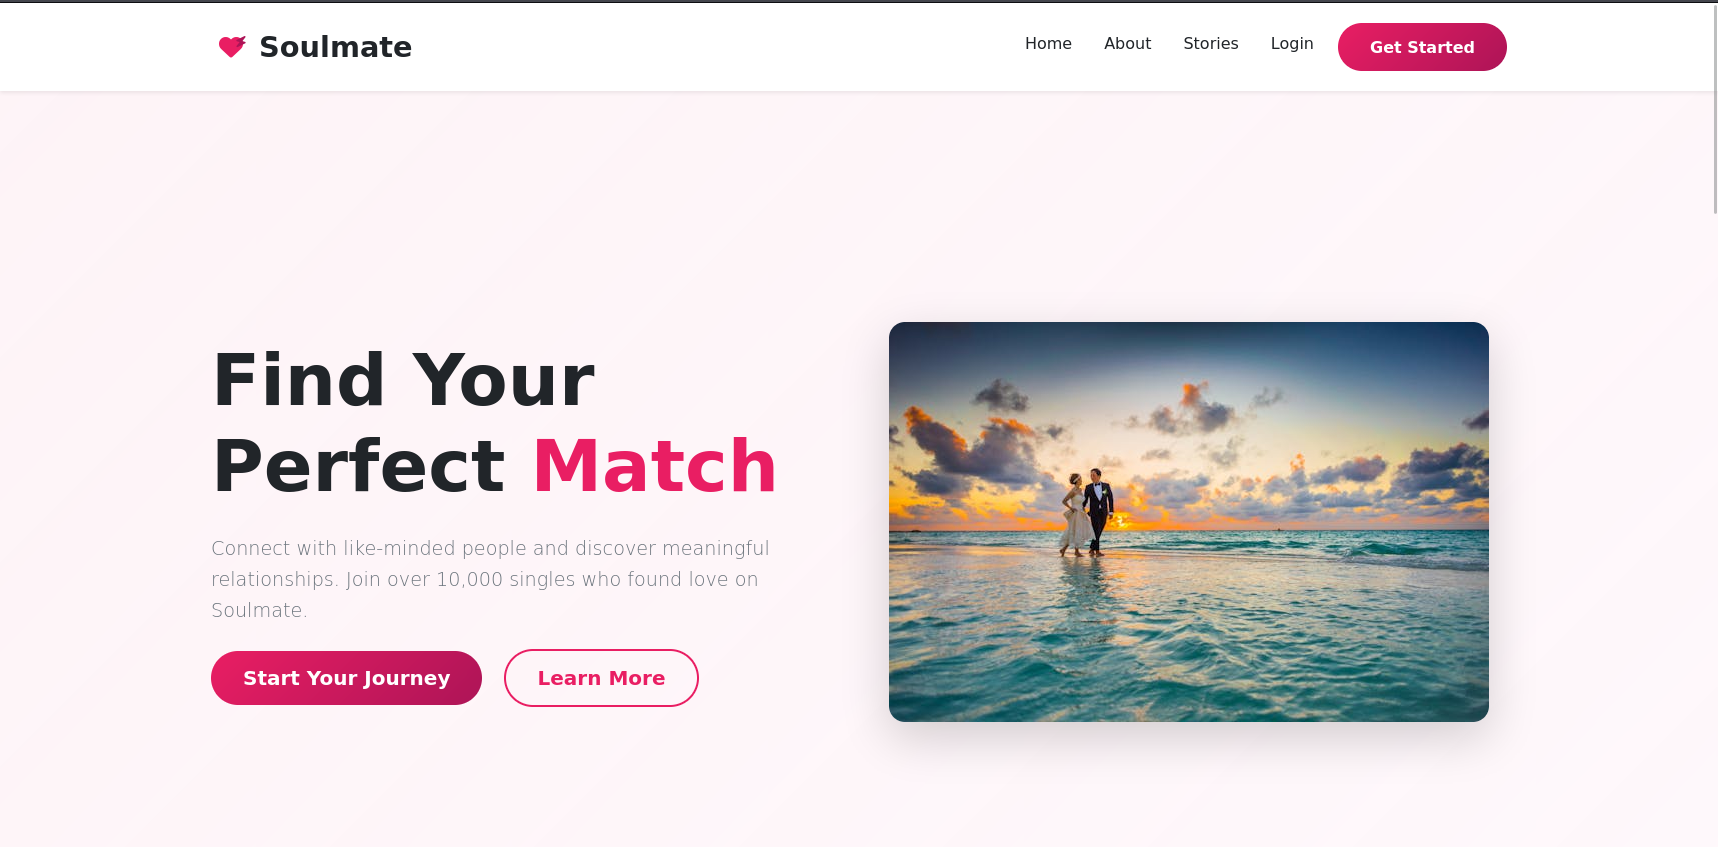 Soulmate
Home
About
Stories
Login
Get Started
Find Your
Perfect Match
Connect with like-minded people and discover meaningful
relationships. Join over 10,000 singles who found love on
Soulmate.
Start Your Journey
Learn More